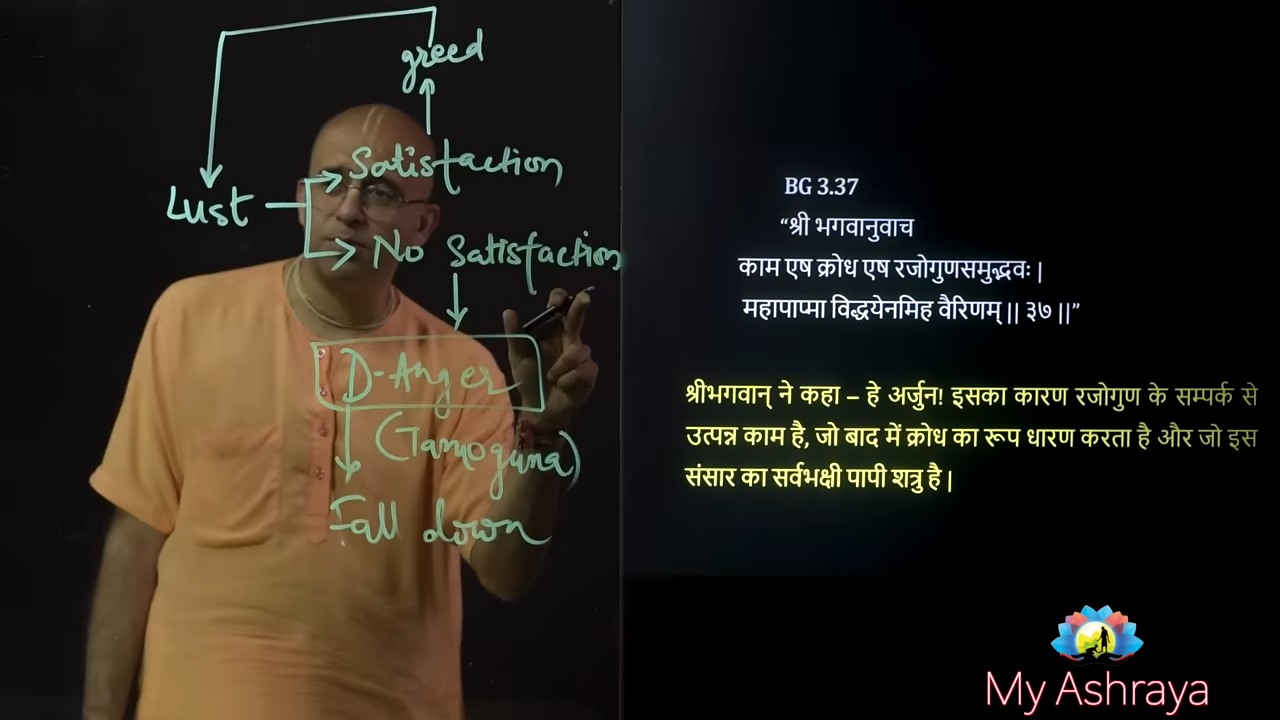 greed
Satisfaction
Lust
No Satisfaction
D-Anger
(Tamoguna)
Fall down
BG 3.37
“श्री भगवानुवाच
काम एष क्रोध एष रजोगुणसमुद्भवः |
महापाप्मा विद्धयेनमिह वैरिणम् || ३७ ||”
श्रीभगवान् ने कहा – हे अर्जुन! इसका कारण रजोगुण के सम्पर्क से
उत्पन्न काम है, जो बाद में क्रोध का रूप धारण करता है और जो इस
संसार का सर्वभक्षी पापी शत्रु है |
My Ashraya